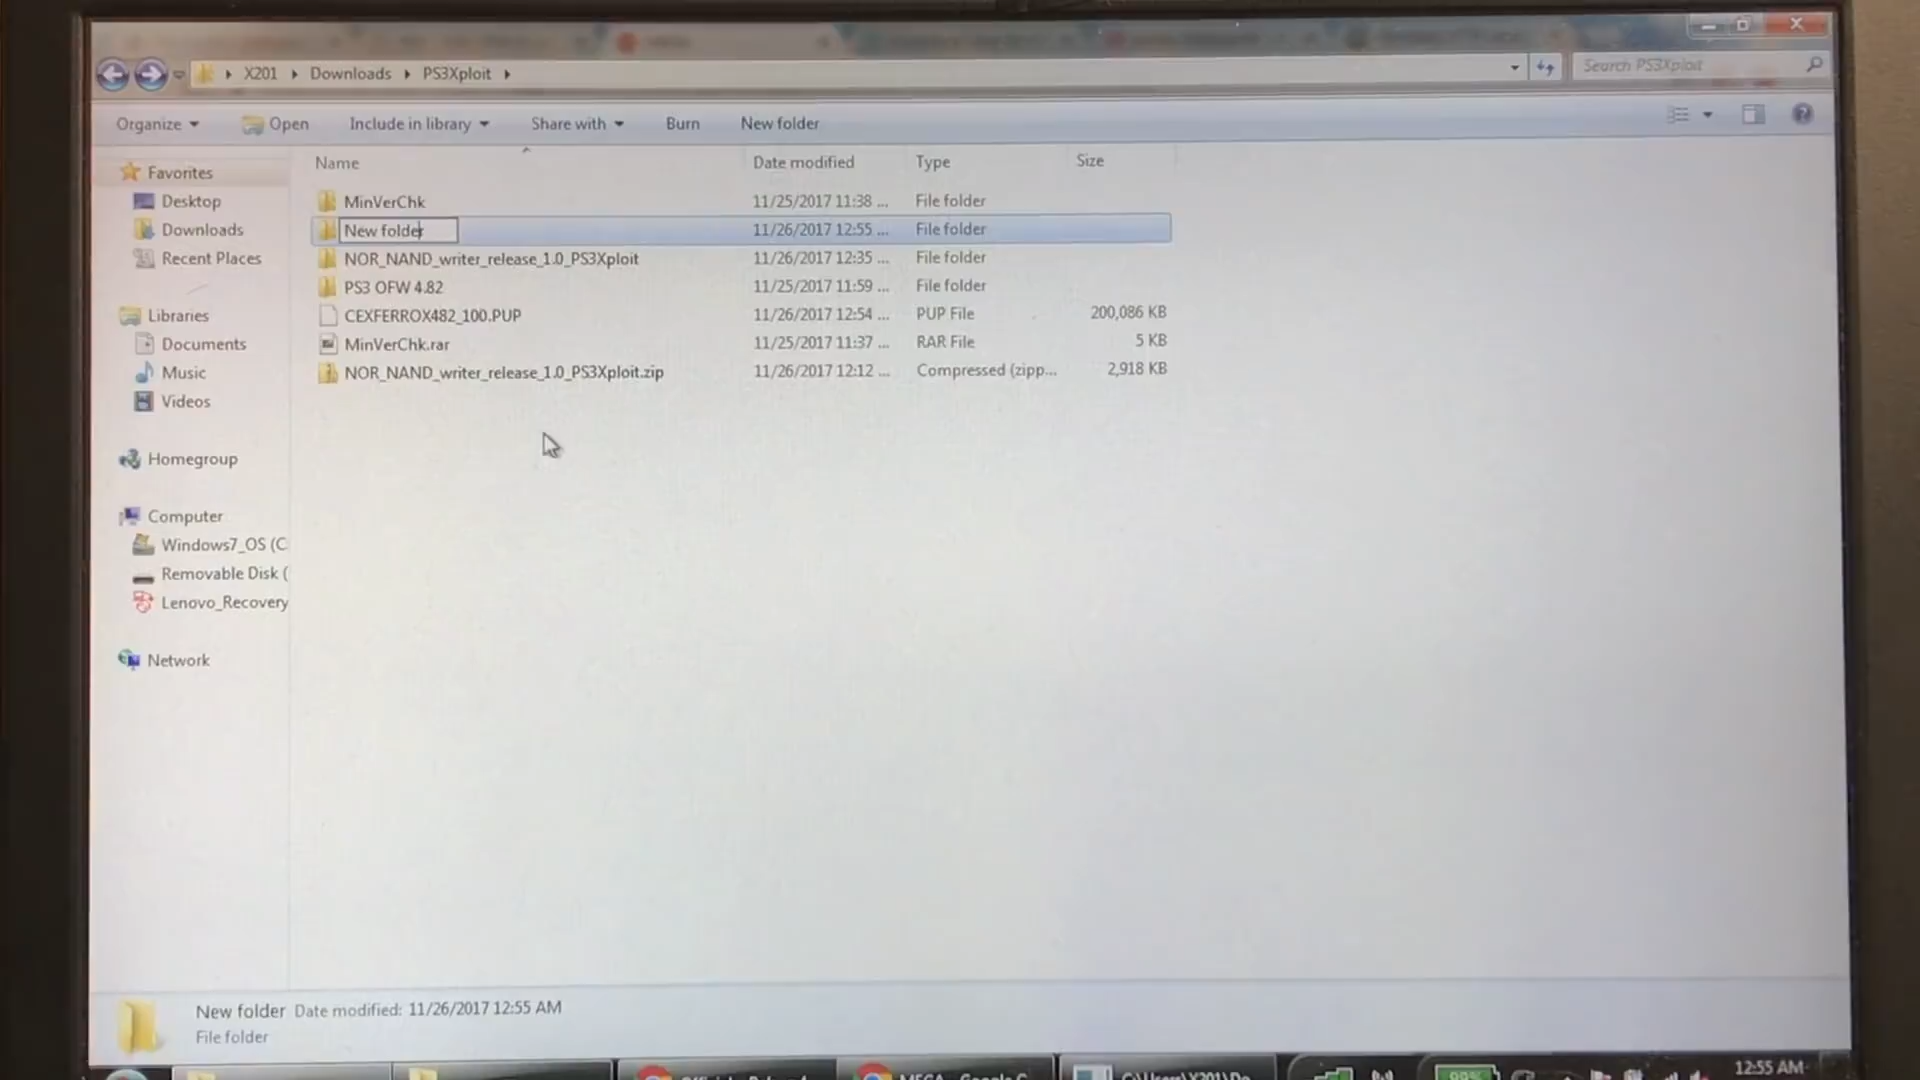 X201 Downloads PS3Xploit
Search PS3Xploit
Organize Open Include in library Share with Burn New folder
Name Date modified Type Size
Favorites
Desktop
Downloads
Recent Places
Libraries
Documents
Music
Videos
Homegroup
Computer
Windows7_OS (C
Removable Disk (
Lenovo_Recovery
Network
MinVerChk 11/25/2017 11:38 ... File folder
New folder 11/26/2017 12:55 ... File folder
NOR_NAND_writer_release_1.0_PS3Xploit 11/26/2017 12:35 ... File folder
PS3 OFW 4.82 11/25/2017 11:59 ... File folder
CEXFERROX482_100.PUP 11/26/2017 12:54 ... PUP File 200,086 KB
MinVerChk.rar 11/25/2017 11:37 ... RAR File 5 KB
NOR_NAND_writer_release_1.0_PS3Xploit.zip 11/26/2017 12:12 ... Compressed (zipp... 2,918 KB
New folder Date modified: 11/26/2017 12:55 AM
File folder
MEGA - Google C
C:\Users\X201\Do
99%
12:55 AM